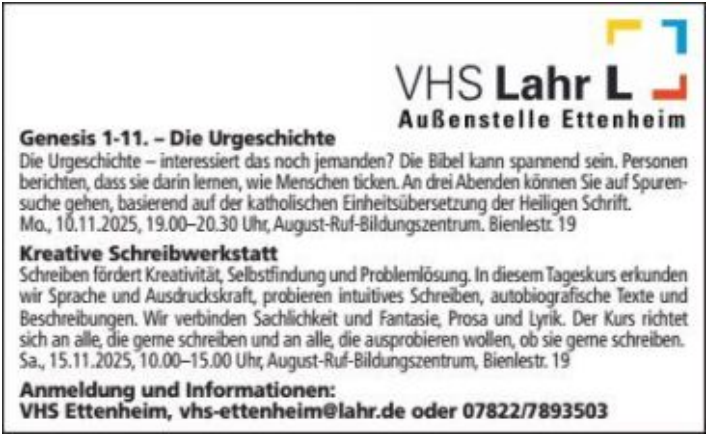 VHS Lahr L
Außenstelle Ettenheim
Genesis 1-11. – Die Urgeschichte
Die Urgeschichte – interessiert das noch jemanden? Die Bibel kann spannend sein. Personen
berichten, dass sie darin lernen, wie Menschen ticken. An drei Abenden können Sie auf Spuren-
suche gehen, basierend auf der katholischen Einheitsübersetzung der Heiligen Schrift.
Mo., 10.11.2025, 19.00–20.30 Uhr, August-Ruf-Bildungszentrum. Bienlestr. 19
Kreative Schreibwerkstatt
Schreiben fördert Kreativität, Selbstfindung und Problemlösung. In diesem Tageskurs erkunden
wir Sprache und Ausdruckskraft, probieren intuitives Schreiben, autobiografische Texte und
Beschreibungen. Wir verbinden Sachlichkeit und Fantasie, Prosa und Lyrik. Der Kurs richtet
sich an alle, die gerne schreiben und an alle, die ausprobieren wollen, ob sie gerne schreiben.
Sa., 15.11.2025, 10.00–15.00 Uhr, August-Ruf-Bildungszentrum, Bienlestr. 19
Anmeldung und Informationen:
VHS Ettenheim, vhs-ettenheim@lahr.de oder 07822/7893503